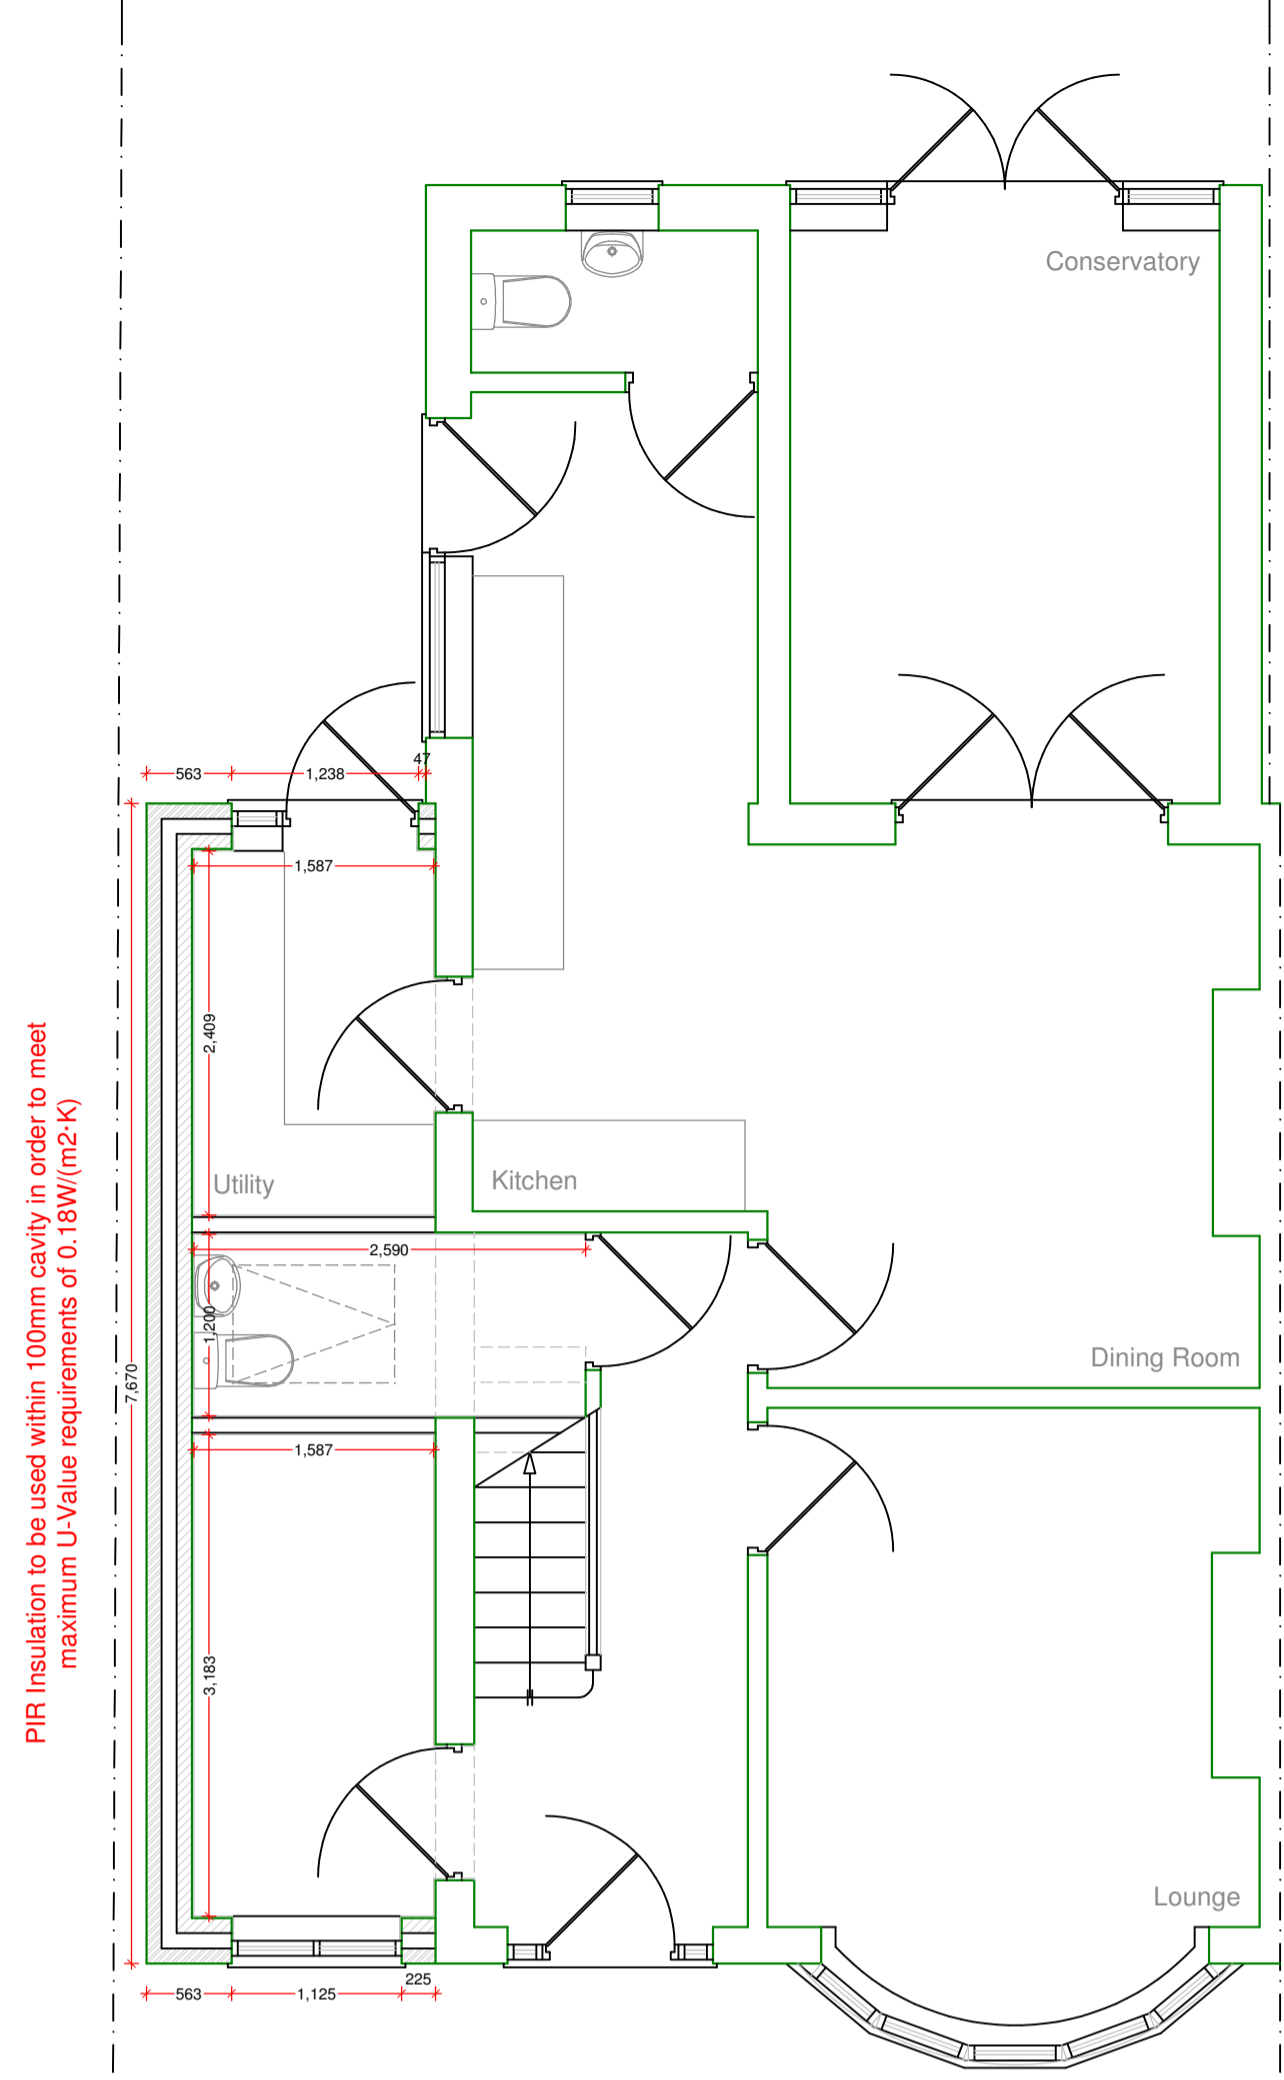 Conservatory
47
563
1,238
1,587
2,409
PIR Insulation to be used within 100mm cavity in order to meet
maximum U-Value requirements of 0.18W/(m2·K)
Utility
Kitchen
2,590
1,200
Dining Room
7,670
1,587
3,183
Lounge
225
563
1,125